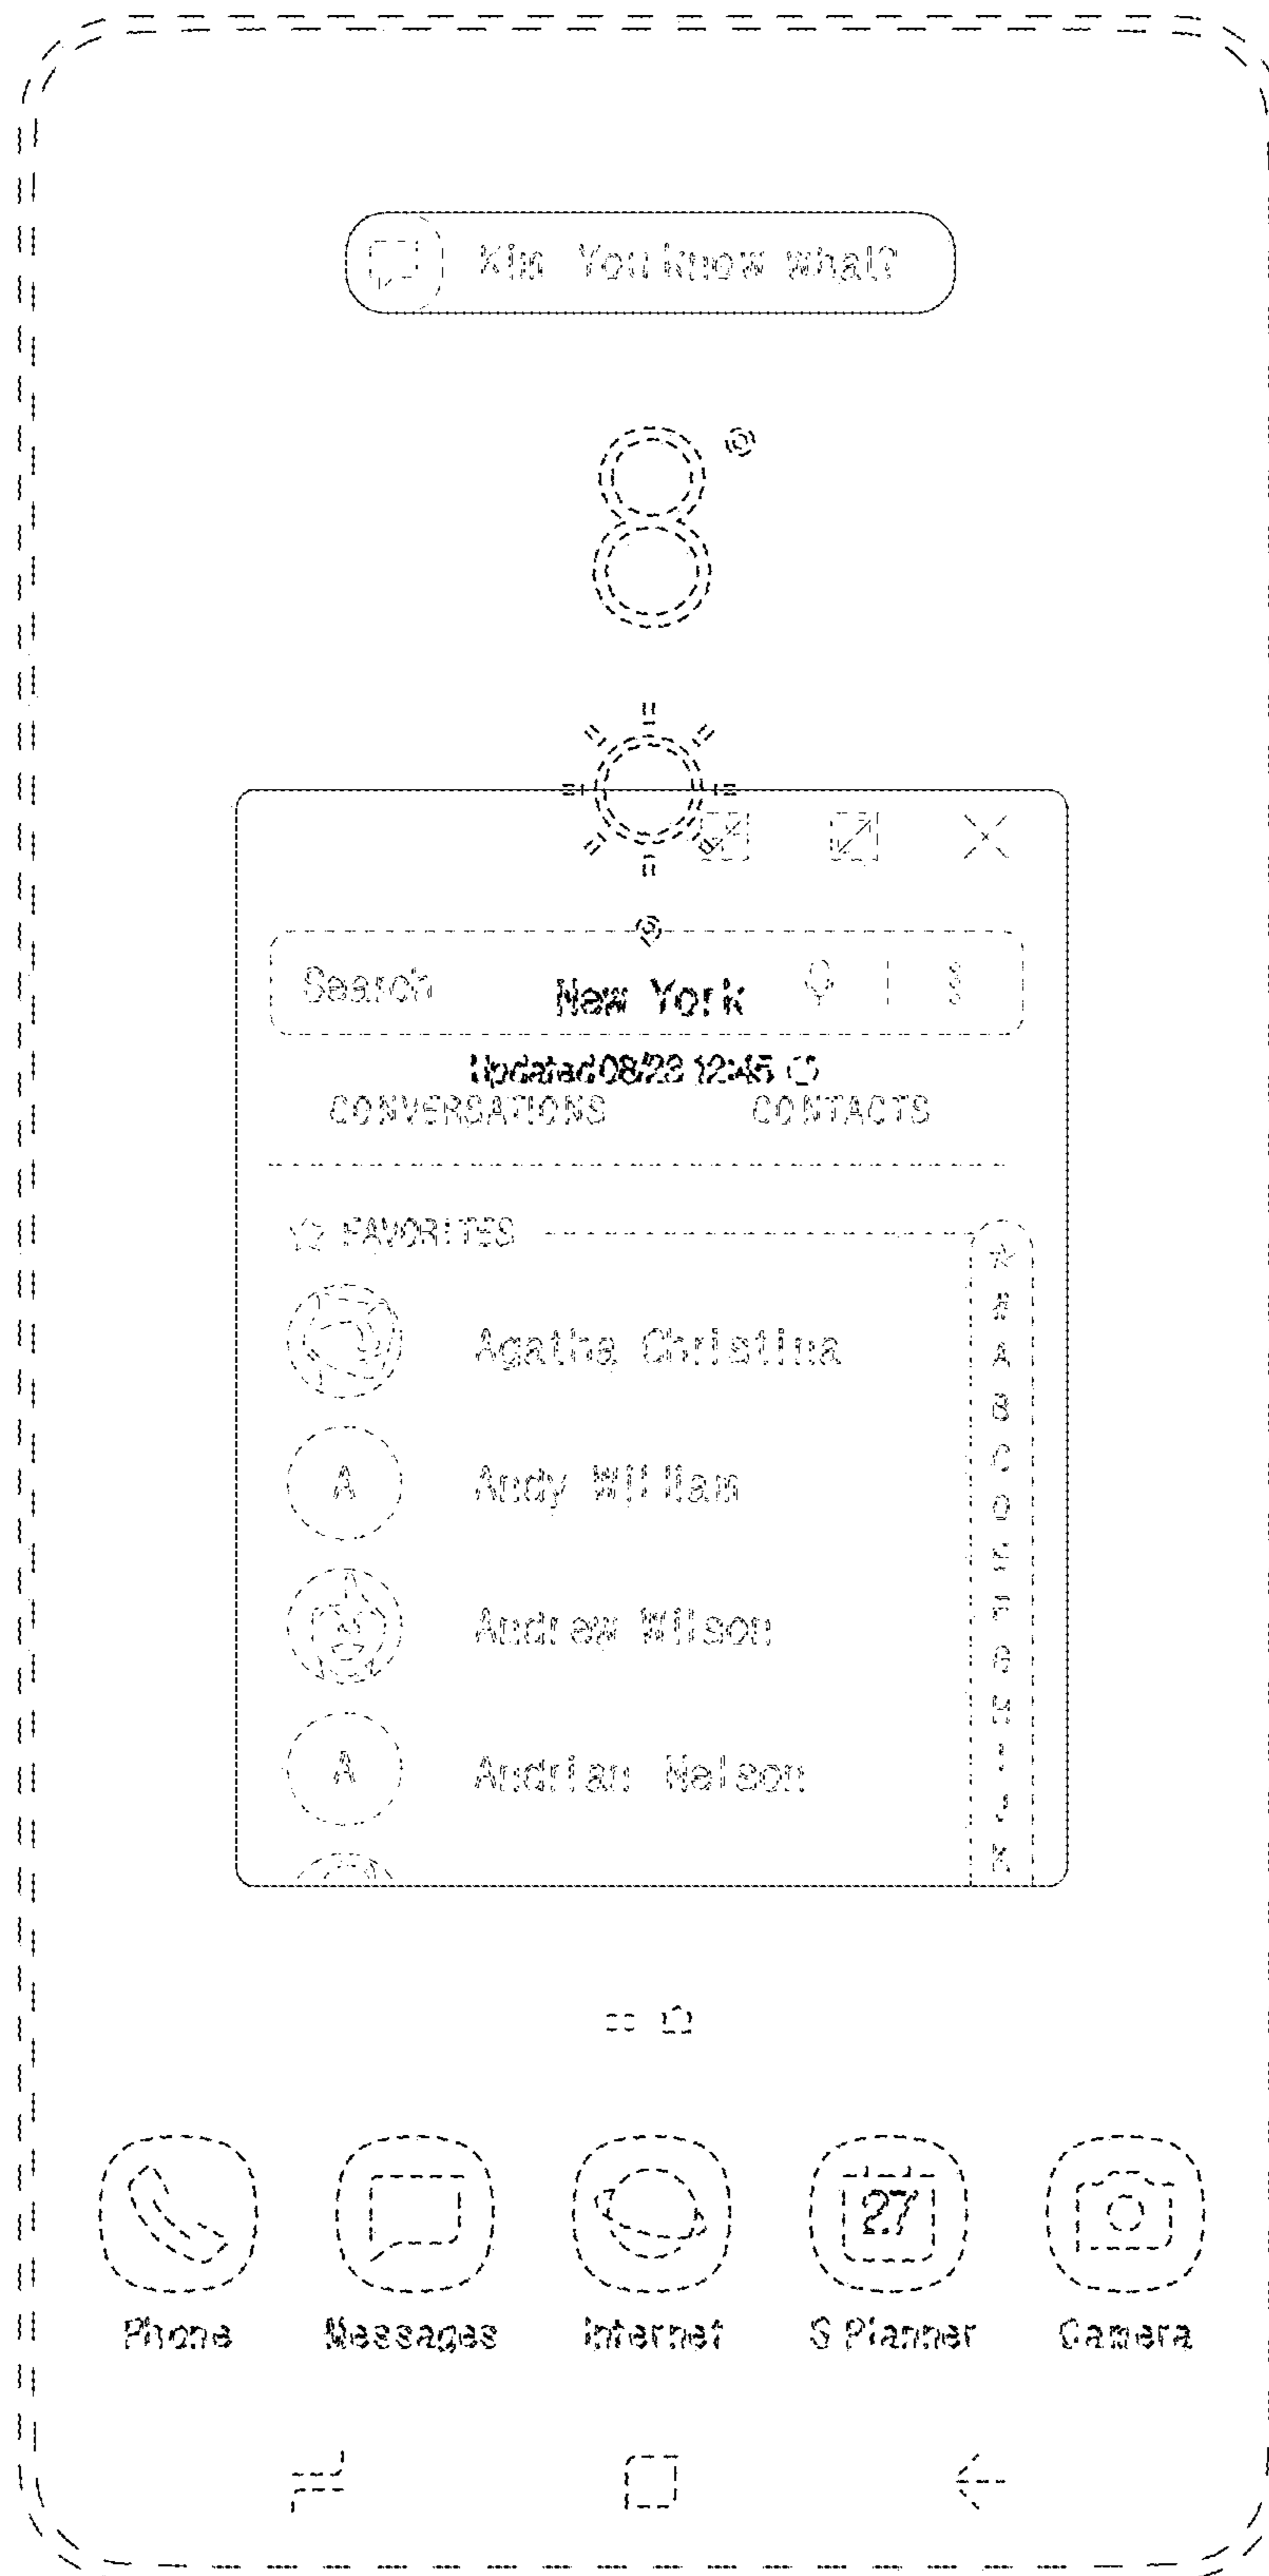 Kim You know what?
8°
Search
New York
Updated 08/28 12:45
CONVERSATIONS CONTACTS
FAVORITES
#
A
B
C
D
E
F
G
H
I
J
K
Agatha Christina
A Andy William
Andrew Wilson
A Andrian Nelson
27
Phone Messages Internet S Planner Camera